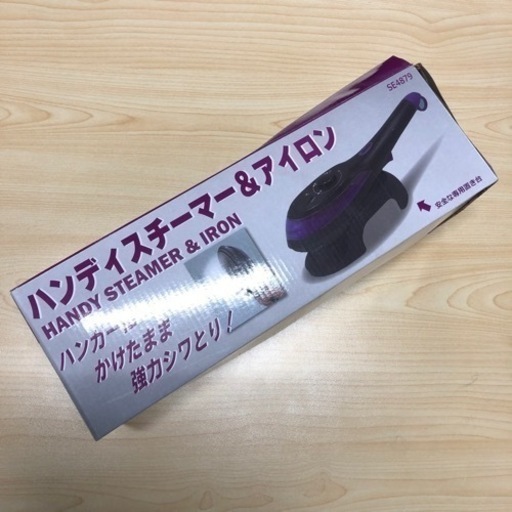 SE4879
ハンディスチーマー&アイロン
HANDY STEAMER & IRON
ハンガーに
かけたまま
強力シワとり!
安全な専用置き台